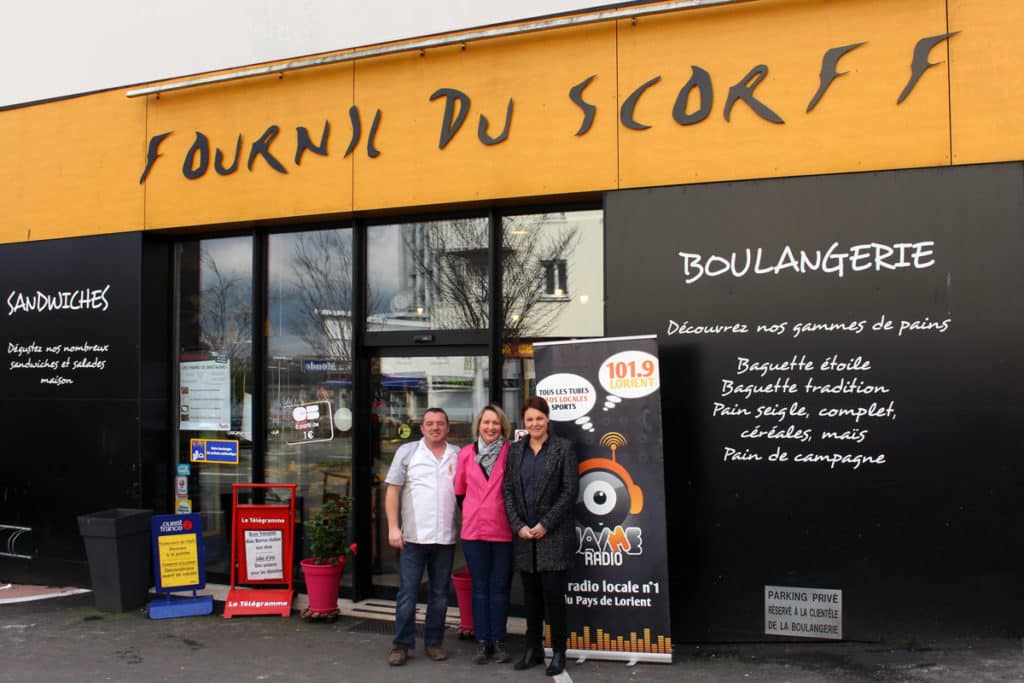 FOURNIL DU SCORFF
SANDWICHES
Dégustez nos nombreux
sandwiches et salades
maison
BOULANGERIE
Découvrez nos gammes de pains
Baguette étoile
Baguette tradition
Pain seigle, complet,
céréales, maïs
Pain de campagne
101.9
LORIENT
TOUS LES TUBES
LOCALES
SPORTS
JAIME
RADIO
radio locale n°1
du Pays de Lorient
ouest
france
Le Télégramme
Le Télégramme
1€
PARKING PRIVÉ
RÉSERVÉ À LA CLIENTÈLE
DE LA BOULANGERIE